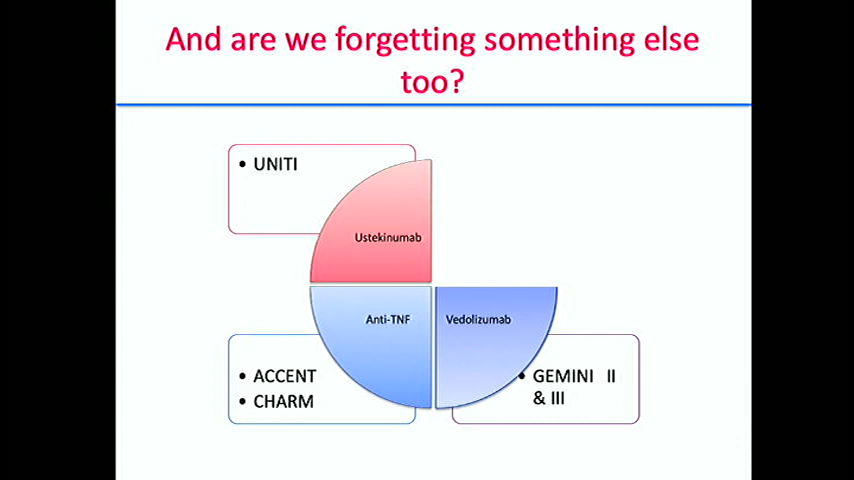 And are we forgetting something else
too?
• UNITI
Ustekinumab
Anti-TNF
Vedolizumab
• ACCENT
• CHARM
• GEMINI II
& III